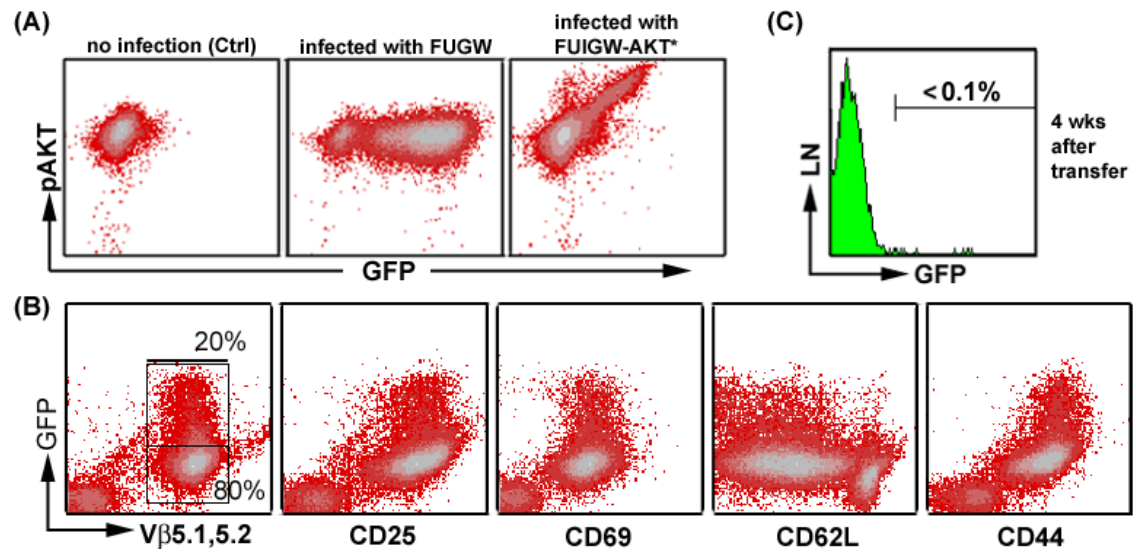 (A)
no infection (Ctrl)
infected with FUGW
infected with
FUIGW-AKT*
pAKT
GFP
(C)
<0.1%
4 wks
after
transfer
LN
GFP
(B)
20%
80%
GFP
Vβ5.1,5.2
CD25
CD69
CD62L
CD44